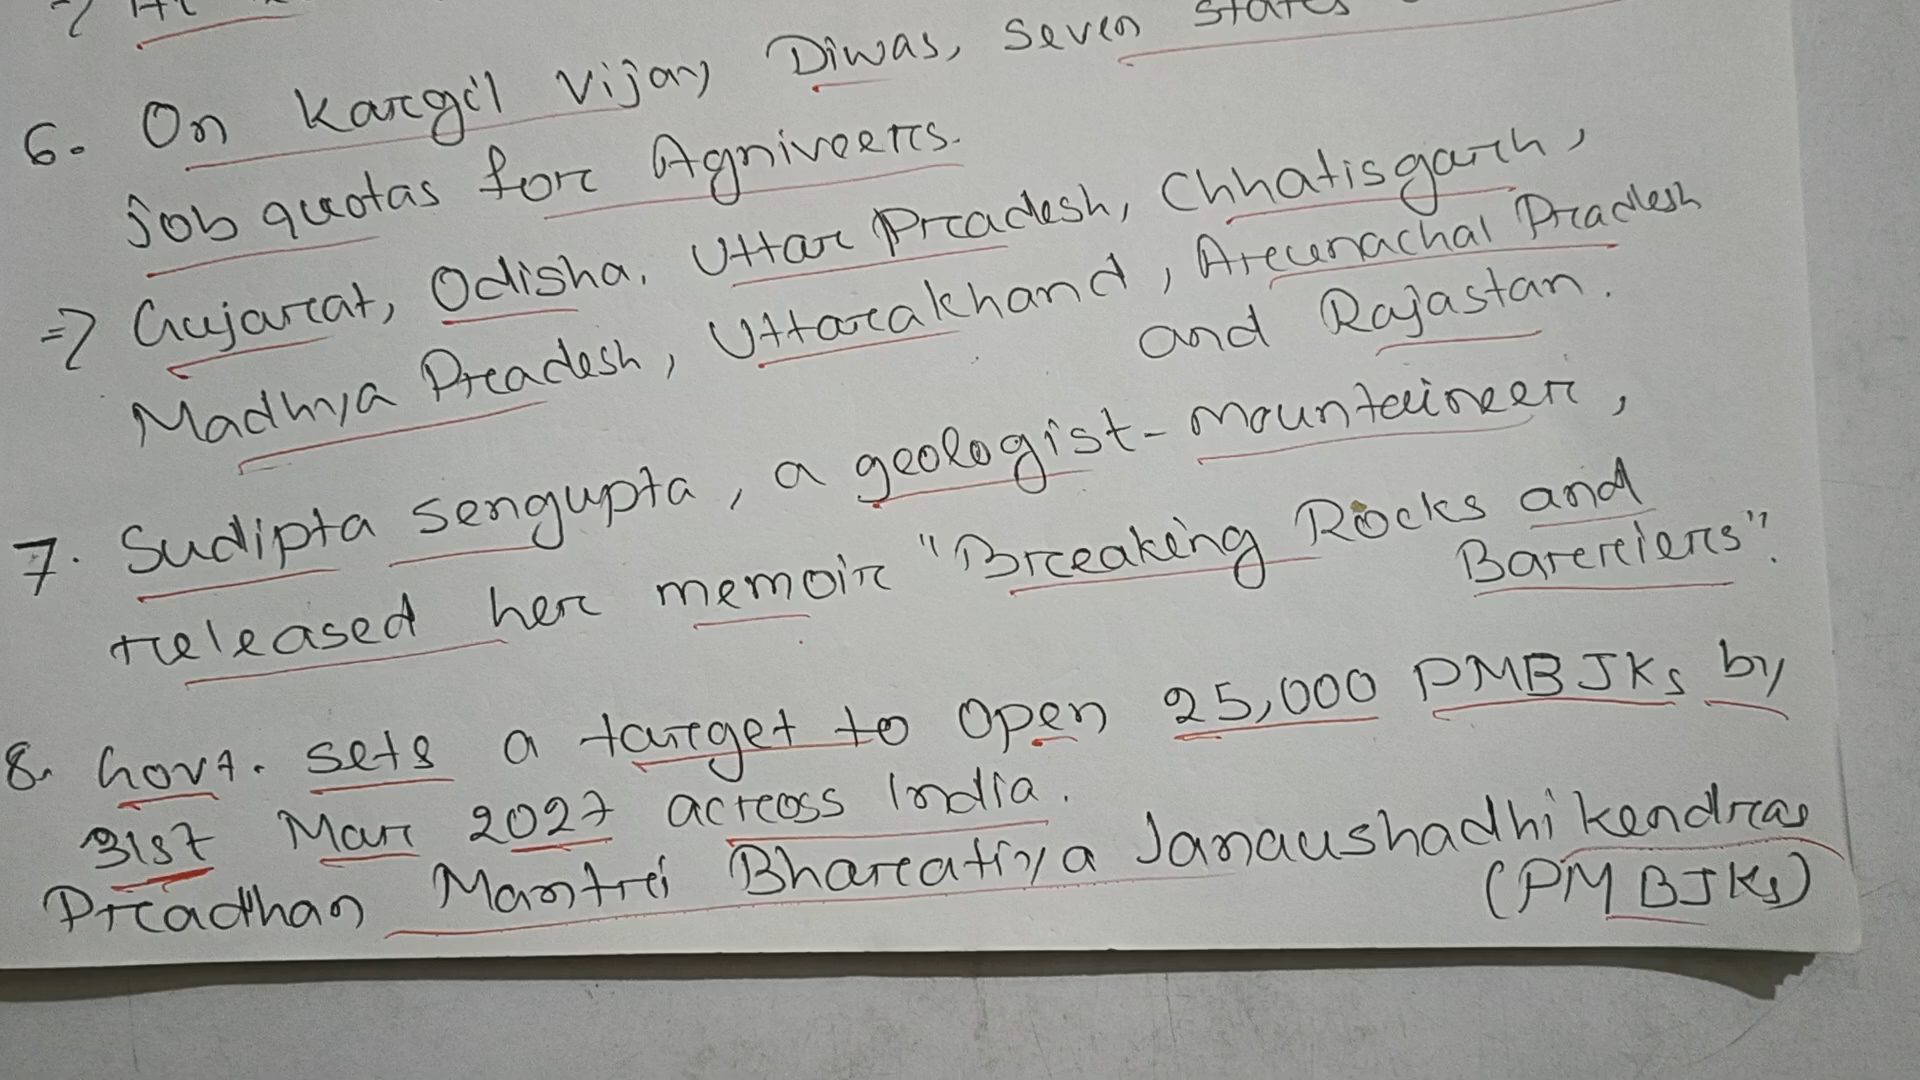 6. On Kargil Vijay Diwas, seven states
job quotas for Agniveers.
=> Gujarat, Odisha, Uttar Pradesh, Chhatisgarh,
Madhya Pradesh, Uttarakhand, Arunachal Pradesh
and Rajastan.
7. Sudipta Sengupta, a geologist-mountaineer,
released her memoir "Breaking Rocks and
Barreriers".
8. Govt. sets a target to open 25,000 PMBJKs by
31st Mar 2027 across India.
Pradhan Mantri Bharatiya Janaushadhi kendras
(PMBJKs)